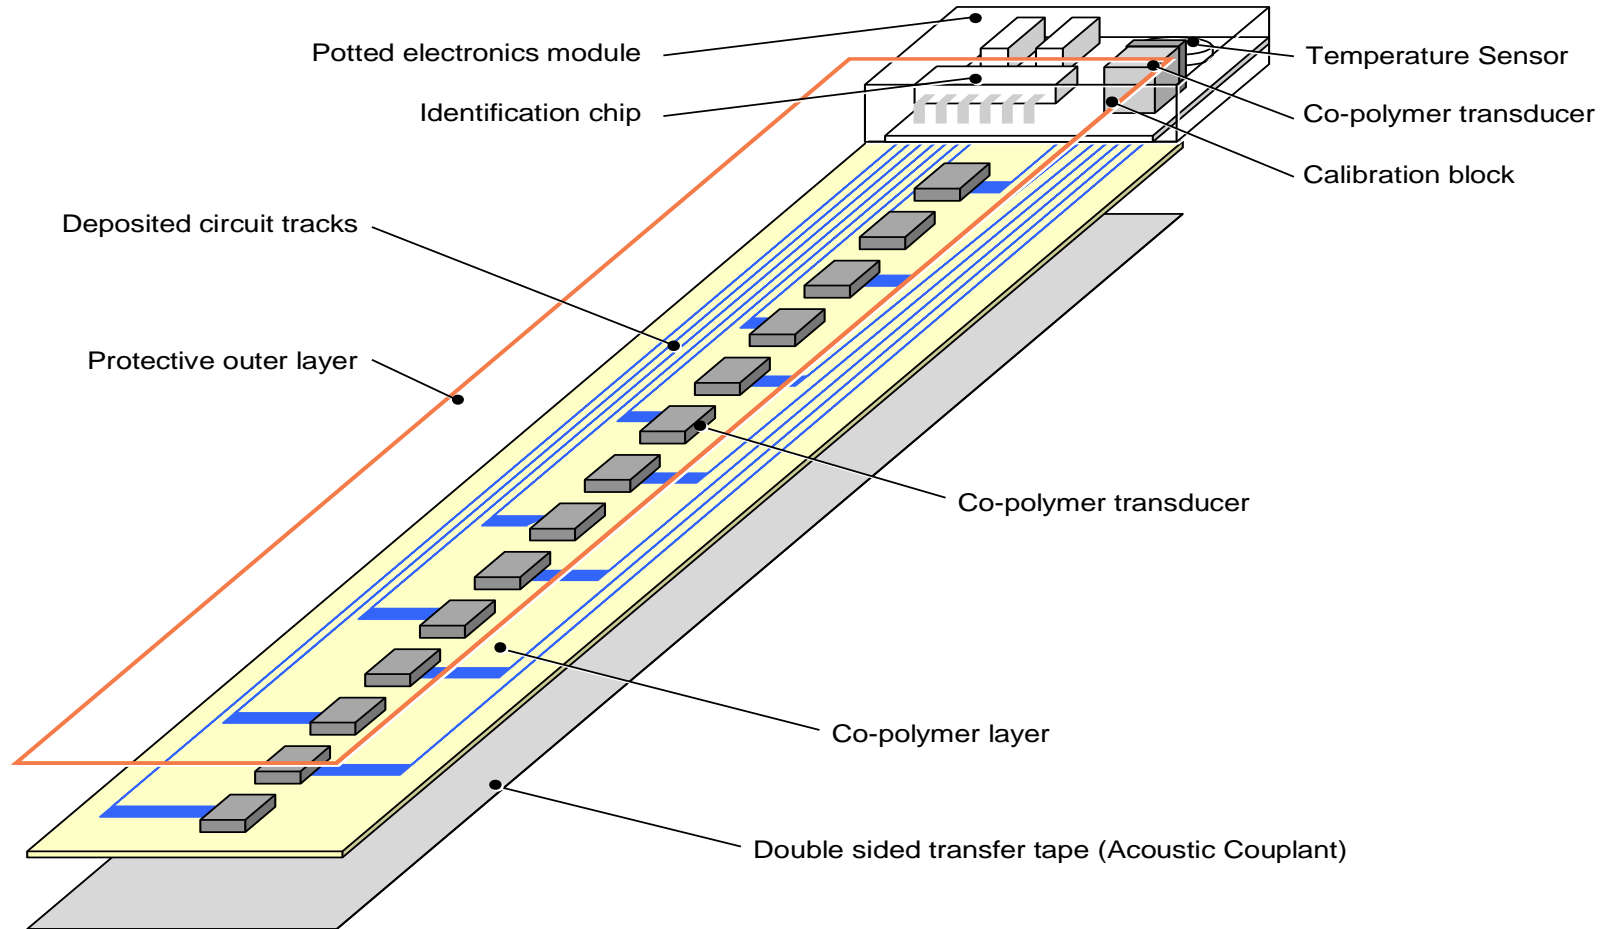 Potted electronics module
Temperature Sensor
Identification chip
Co-polymer transducer
Calibration block
Deposited circuit tracks
Protective outer layer
Co-polymer transducer
Co-polymer layer
Double sided transfer tape (Acoustic Couplant)